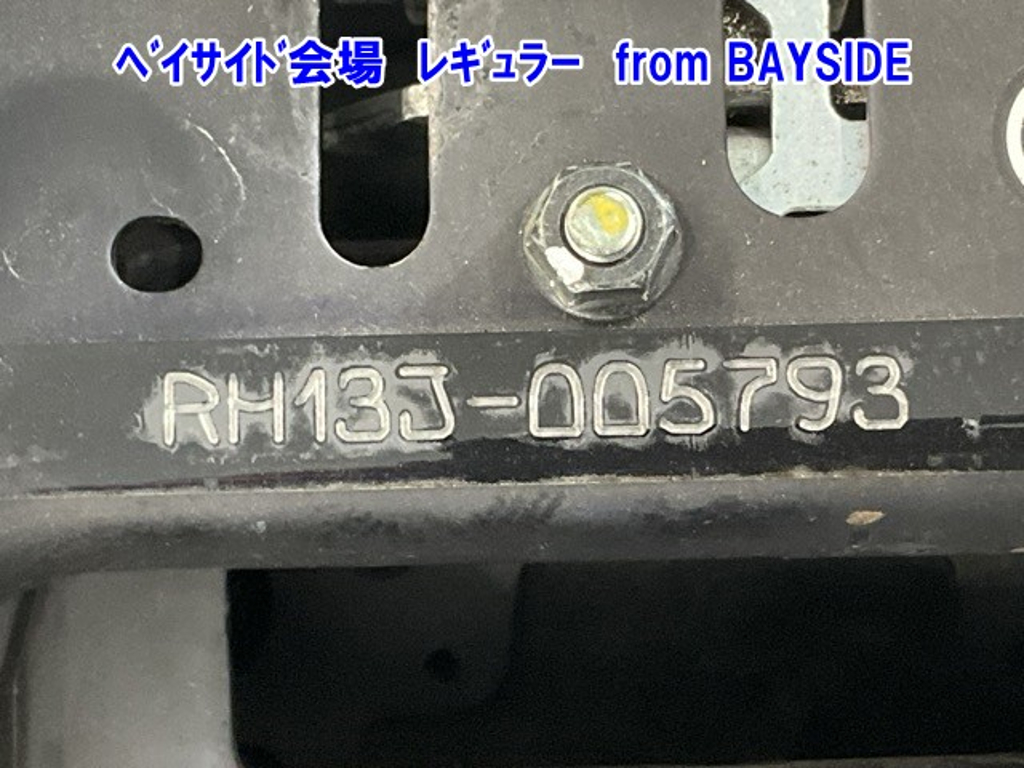 ﾍﾞｲｻｲﾄﾞ会場　ﾚｷﾞｭﾗｰ　from BAYSIDE
RH13J-005793